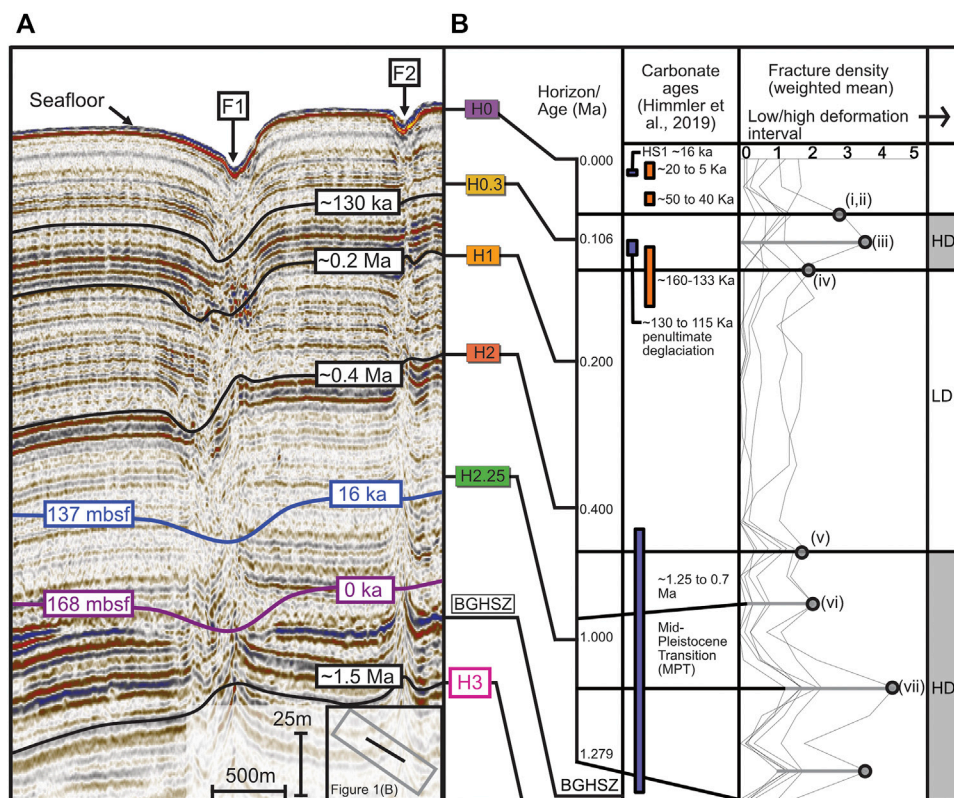 A
B
Seafloor
F1
F2
~130 ka
~0.2 Ma
~0.4 Ma
137 mbsf
16 ka
168 mbsf
0 ka
~1.5 Ma
25m
500m
Figure 1(B)
H0
H0.3
H1
H2
H2.25
BGHSZ
H3
Horizon/
Age (Ma)
0.000
0.106
0.200
0.400
1.000
1.279
BGHSZ
Carbonate
ages
(Himmler et
al., 2019)
HS1 ~16 ka
~20 to 5 Ka
~50 to 40 Ka
~160-133 Ka
~130 to 115 Ka
penultimate
deglaciation
~1.25 to 0.7
Ma
Mid-
Pleistocene
Transition
(MPT)
Fracture density
(weighted mean)
Low/high deformation
interval
0 1 2 3 4 5
(i,ii)
(iii)
(iv)
(v)
(vi)
(vii)
HD
LD
HD